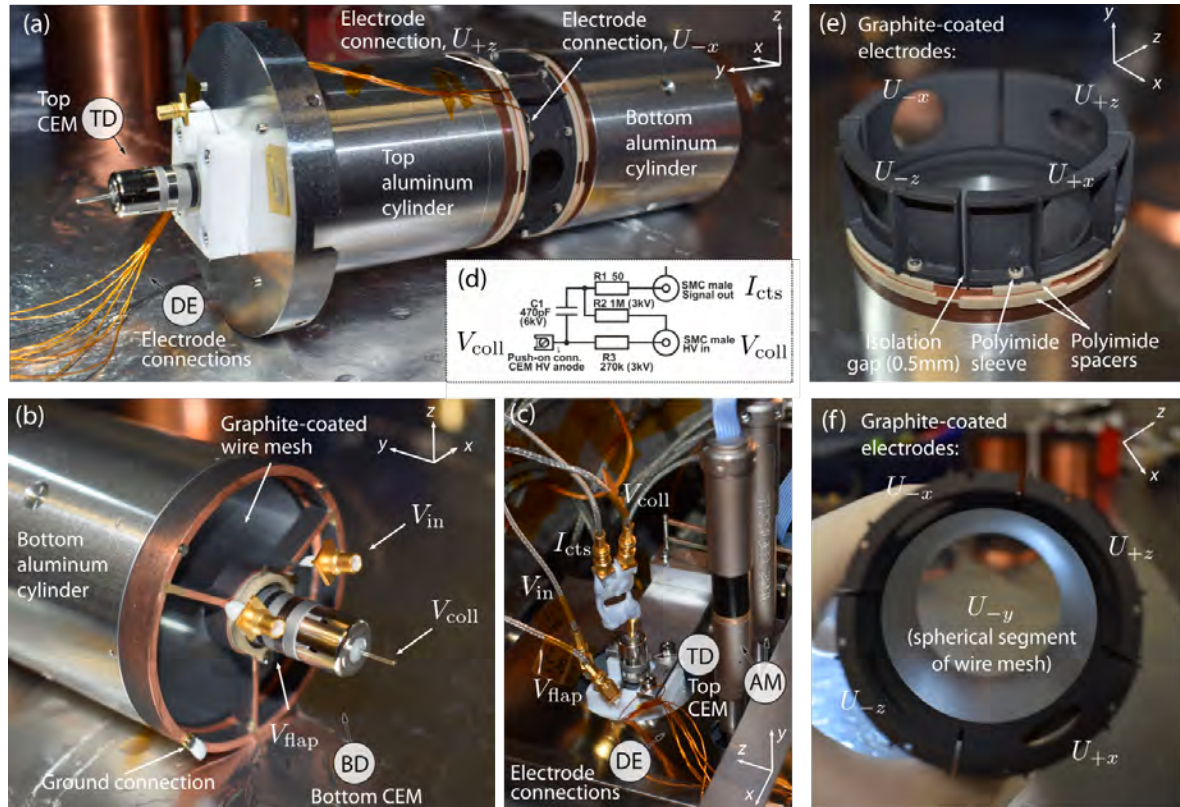 (a)
Electrode
connection, U+z
Electrode
connection, U−x
z
x
y
Top
CEM
TD
Top
aluminum
cylinder
Bottom
aluminum
cylinder
DE
Electrode
connections
(d)
R1 50
SMC male
Signal out
Icts
C1
470pF
(6kV)
R2 1M (3kV)
Vcoll
Push-on conn.
CEM HV anode
R3
270k (3kV)
SMC male
HV in
Vcoll
(e)
Graphite-coated
electrodes:
y
z
x
U−x
U+z
U−z
U+x
Isolation
gap (0.5mm)
Polyimide
sleeve
Polyimide
spacers
(b)
Graphite-coated
wire mesh
z
y
x
Bottom
aluminum
cylinder
Vin
Vcoll
Vflap
Ground connection
BD
Bottom CEM
(c)
Vcoll
Icts
Vin
Vflap
TD
Top
CEM
AM
DE
Electrode
connections
y
z
x
(f)
Graphite-coated
electrodes:
z
x
U−x
U+z
U−y
(spherical segment
of wire mesh)
U−z
U+x